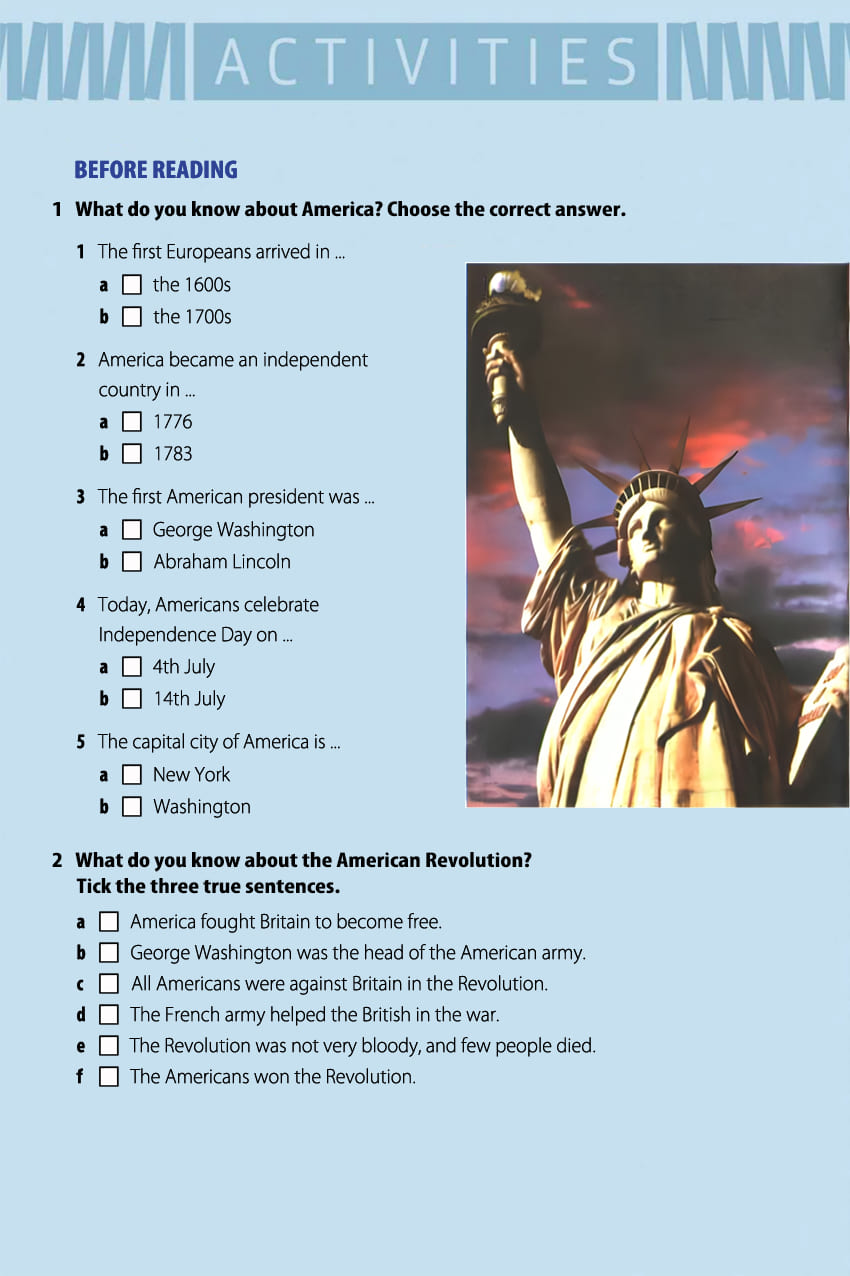 ACTIVITIES
BEFORE READING
1 What do you know about America? Choose the correct answer.
1 The first Europeans arrived in ...
a the 1600s
b the 1700s
2 America became an independent
country in ...
a 1776
b 1783
3 The first American president was ...
a George Washington
b Abraham Lincoln
4 Today, Americans celebrate
Independence Day on ...
a 4th July
b 14th July
5 The capital city of America is ...
a New York
b Washington
2 What do you know about the American Revolution?
Tick the three true sentences.
a America fought Britain to become free.
b George Washington was the head of the American army.
c All Americans were against Britain in the Revolution.
d The French army helped the British in the war.
e The Revolution was not very bloody, and few people died.
f The Americans won the Revolution.